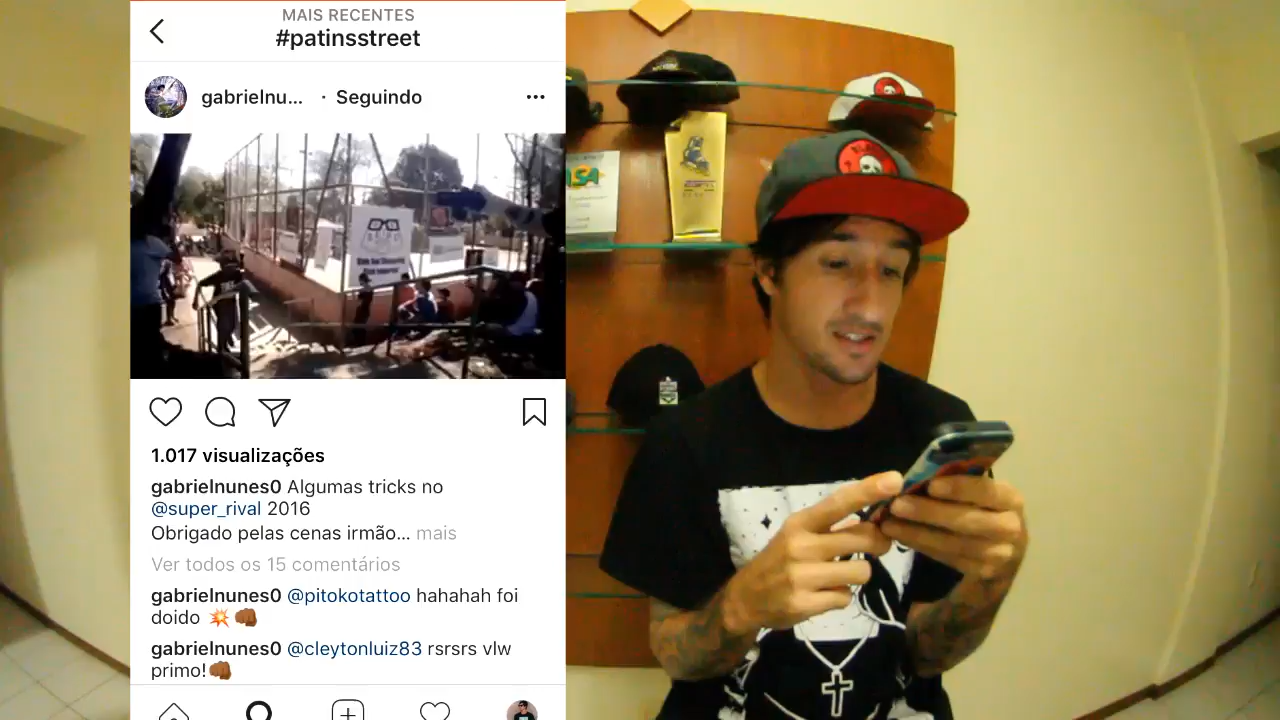 MAIS RECENTES
#patinsstreet
gabrielnu... · Seguindo
1.017 visualizações
gabrielnunes0 Algumas tricks no
@super_rival 2016
Obrigado pelas cenas irmão... mais
Ver todos os 15 comentários
gabrielnunes0 @pitokotattoo hahahah foi
doido 💥👊🏾
gabrielnunes0 @cleytonluiz83 rsrsrs vlw
primo!👊🏾